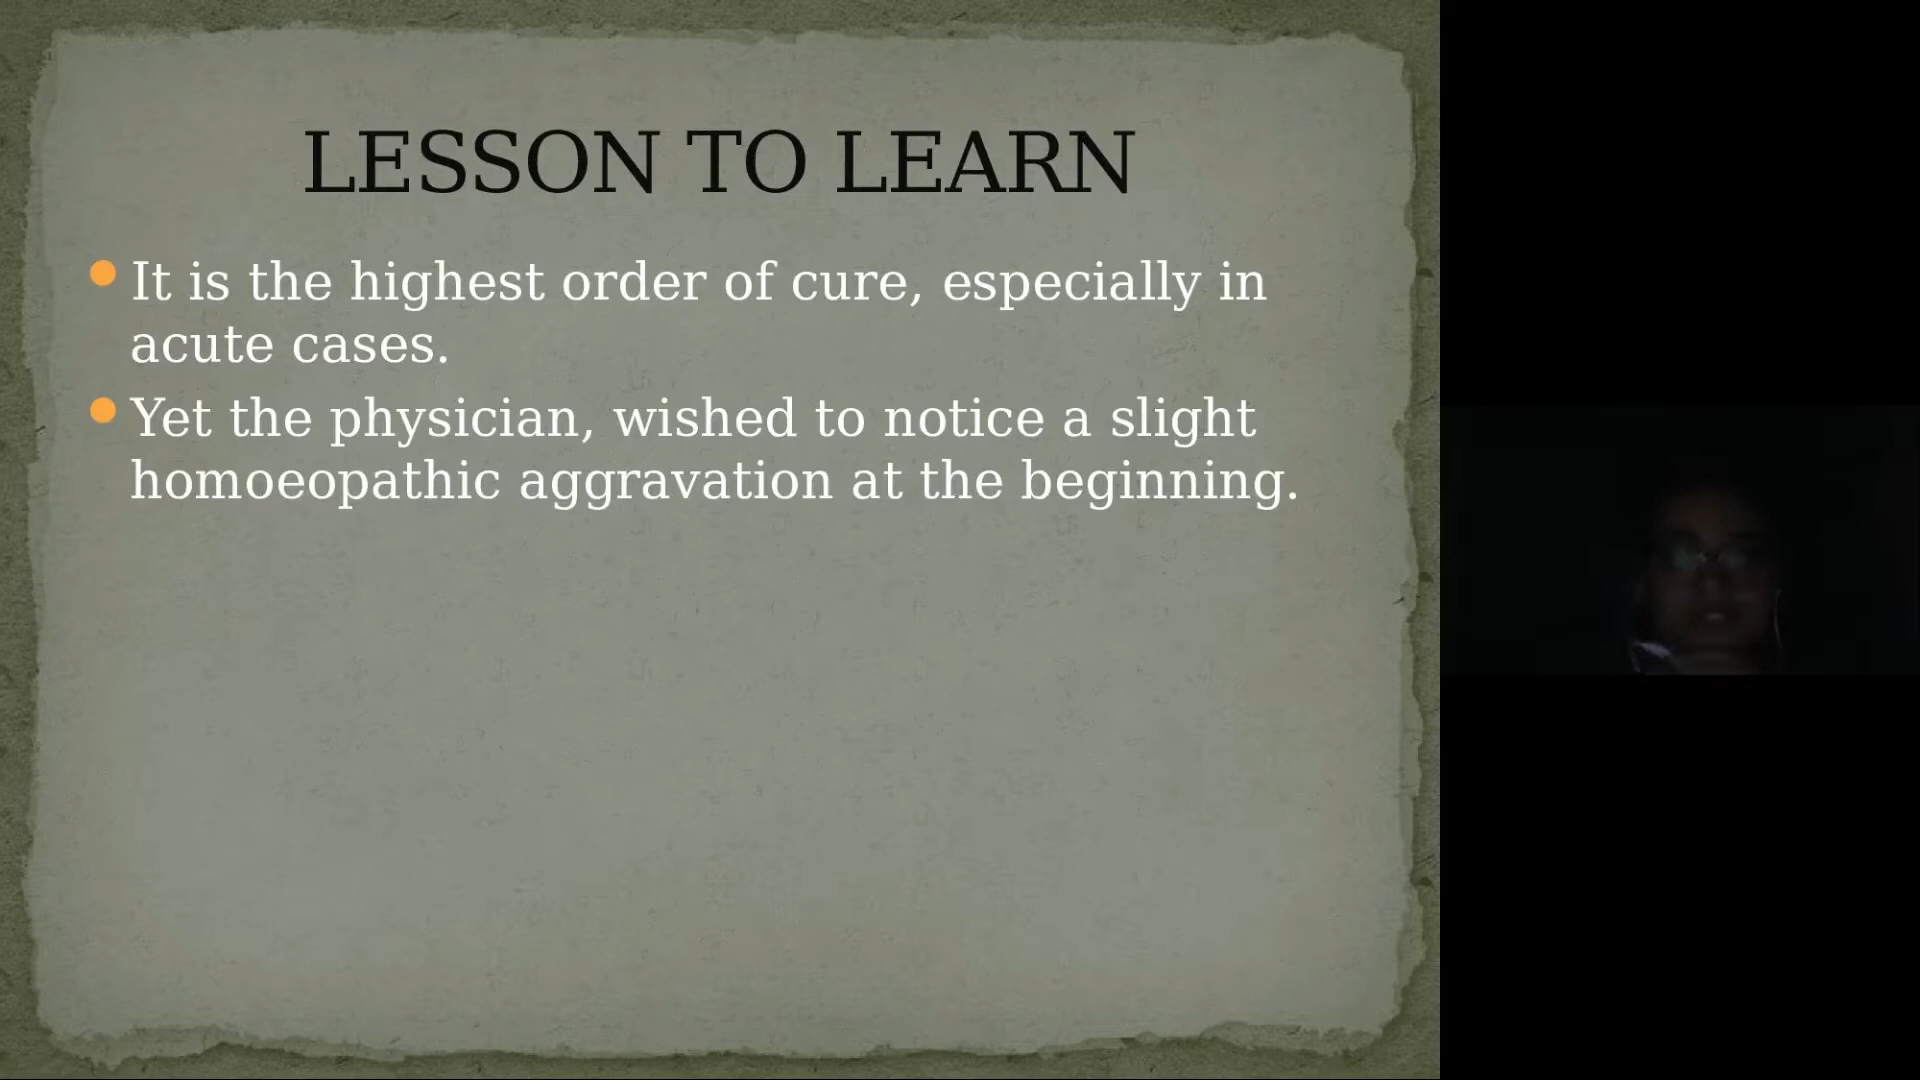 LESSON TO LEARN
It is the highest order of cure, especially in
acute cases.
Yet the physician, wished to notice a slight
homoeopathic aggravation at the beginning.